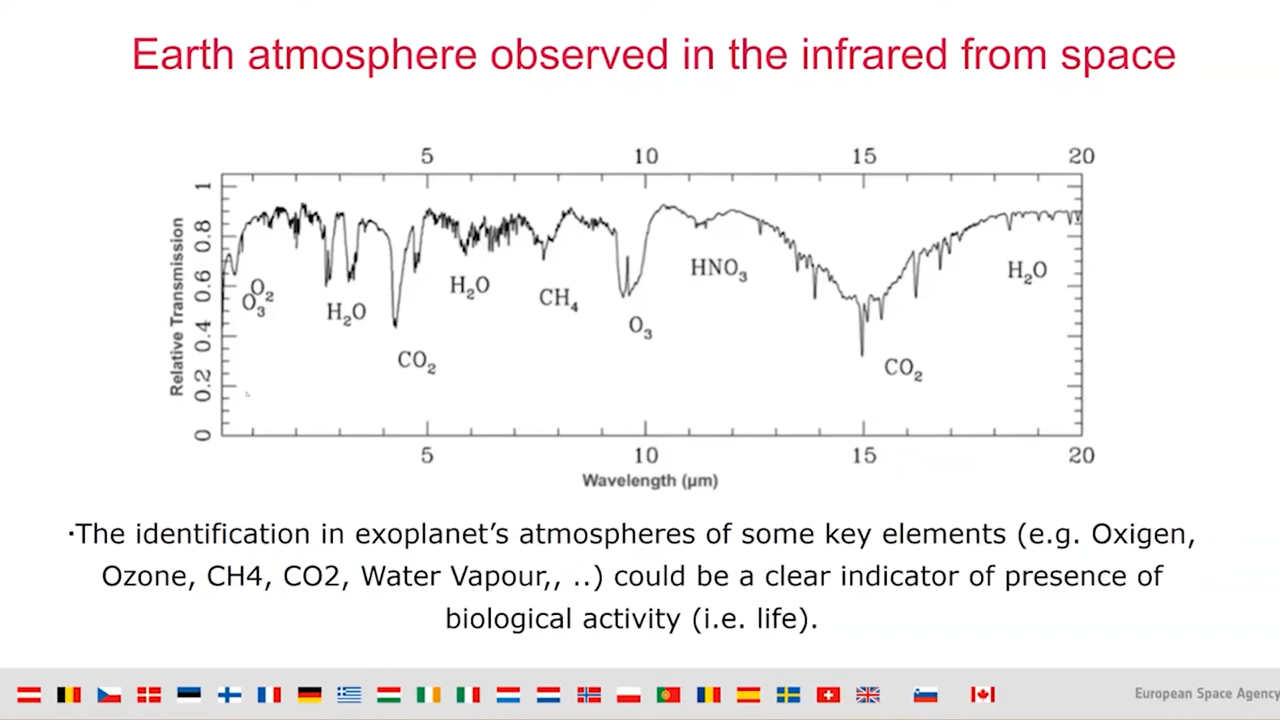 Earth atmosphere observed in the infrared from space
5 10 15 20
Relative Transmission
1
0.8
0.6
0.4
0.2
0
O2
O3
H2O
CO2
H2O
CH4
O3
HNO3
CO2
H2O
5 10 15 20
Wavelength (µm)
·The identification in exoplanet’s atmospheres of some key elements (e.g. Oxigen,
Ozone, CH4, CO2, Water Vapour,, ..) could be a clear indicator of presence of
biological activity (i.e. life).
European Space Agency